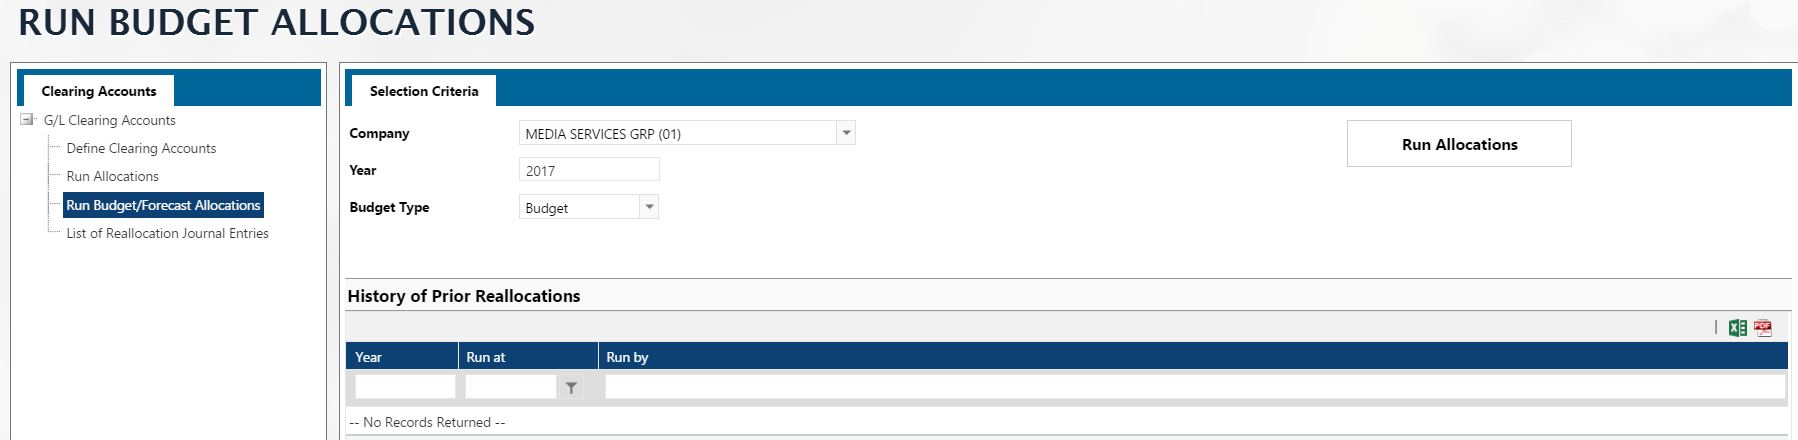 RUN BUDGET ALLOCATIONS
Clearing Accounts
G/L Clearing Accounts
Define Clearing Accounts
Run Allocations
Run Budget/Forecast Allocations
List of Reallocation Journal Entries
Selection Criteria
Company MEDIA SERVICES GRP (01)
Year 2017
Budget Type Budget
Run Allocations
History of Prior Reallocations
PDF
Year Run at Run by
-- No Records Returned --